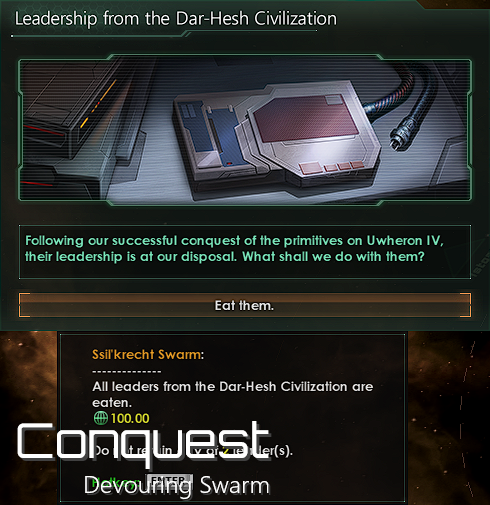 Leadership from the Dar-Hesh Civilization
Following our successful conquest of the primitives on Uwheron IV,
their leadership is at our disposal. What shall we do with them?
Eat them.
Ssil'krecht Swarm:
--------------
All leaders from the Dar-Hesh Civilization are
eaten.
100.00
Conquest
Devouring Swarm